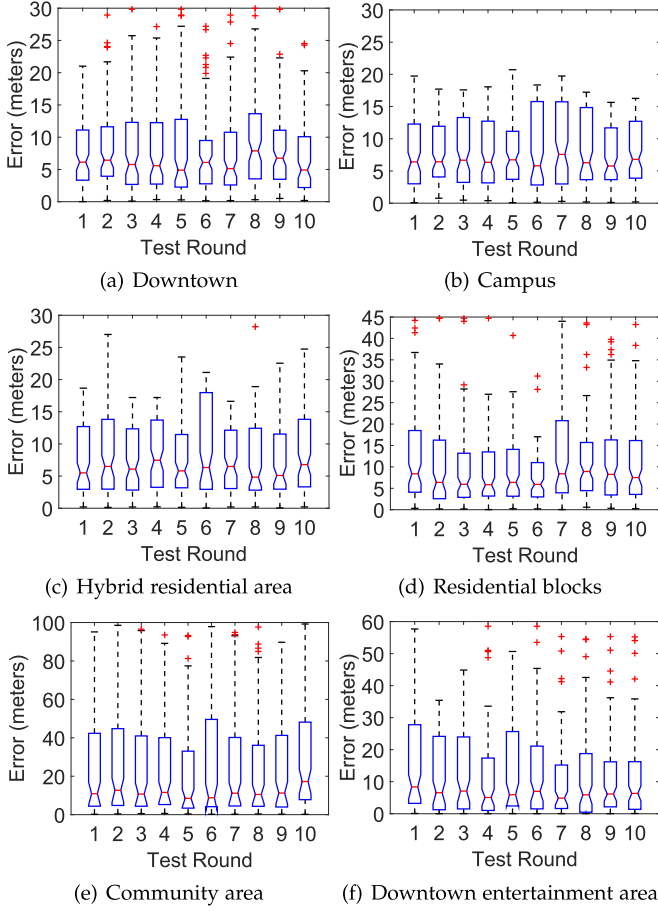 30
25
20
15
10
5
0
Error (meters)
1 2 3 4 5 6 7 8 9 10
Test Round
(a) Downtown
30
25
20
15
10
5
0
Error (meters)
1 2 3 4 5 6 7 8 9 10
Test Round
(b) Campus
30
25
20
15
10
5
0
Error (meters)
1 2 3 4 5 6 7 8 9 10
Test Round
(c) Hybrid residential area
45
40
35
30
25
20
15
10
5
0
Error (meters)
1 2 3 4 5 6 7 8 9 10
Test Round
(d) Residential blocks
100
80
60
40
20
0
Error (meters)
1 2 3 4 5 6 7 8 9 10
Test Round
(e) Community area
60
50
40
30
20
10
0
Error (meters)
1 2 3 4 5 6 7 8 9 10
Test Round
(f) Downtown entertainment area